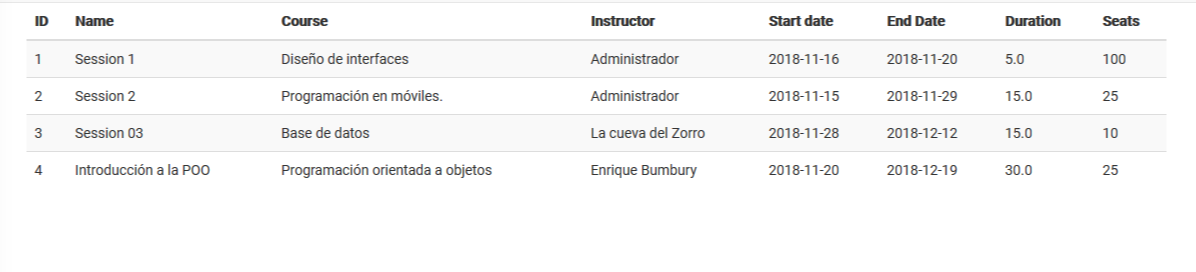 ID Name Course Instructor Start date End Date Duration Seats
1 Session 1 Diseño de interfaces Administrador 2018-11-16 2018-11-20 5.0 100
2 Session 2 Programación en móviles. Administrador 2018-11-15 2018-11-29 15.0 25
3 Session 03 Base de datos La cueva del Zorro 2018-11-28 2018-12-12 15.0 10
4 Introducción a la POO Programación orientada a objetos Enrique Bumbury 2018-11-20 2018-12-19 30.0 25